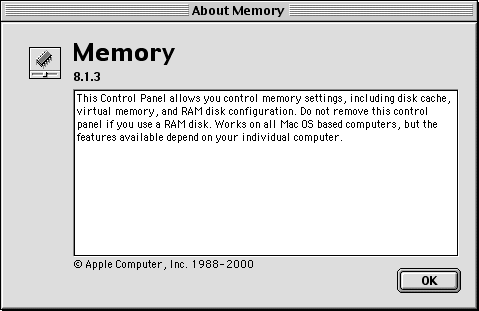 About Memory
Memory
8.1.3
This Control Panel allows you control memory settings, including disk cache,
virtual memory, and RAM disk configuration. Do not remove this control
panel if you use a RAM disk. Works on all Mac OS based computers, but the
features available depend on your individual computer.
© Apple Computer, Inc. 1988-2000
OK